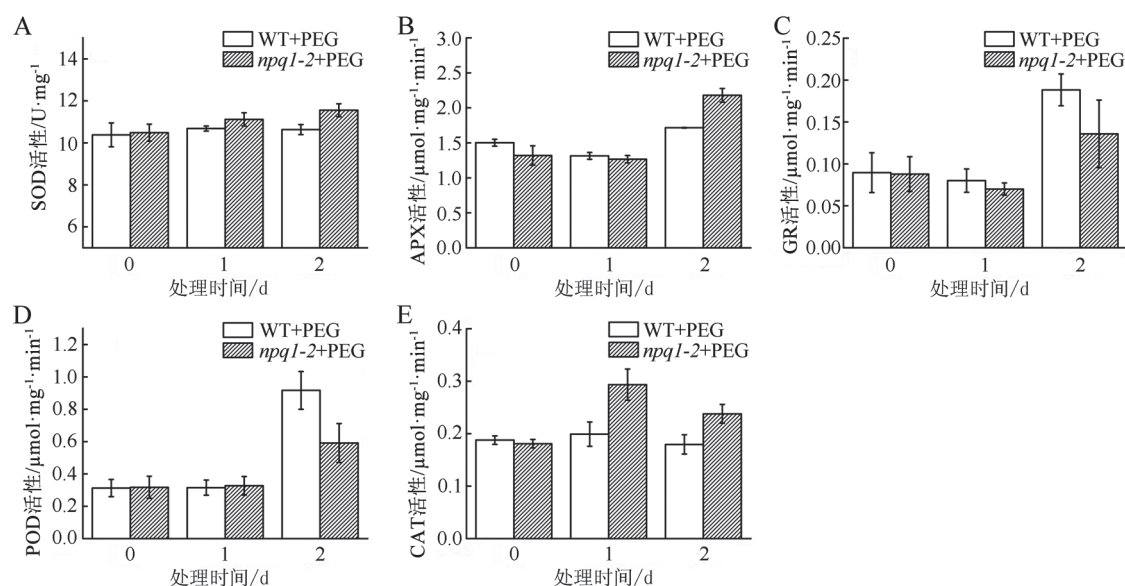 A
SOD活性/U·mg⁻¹
12
10
8
6
WT+PEG
npq1-2+PEG
0 1 2
处理时间/d
B
APX活性/μmol·mg⁻¹·min⁻¹
3.0
2.5
2.0
1.5
1.0
0.5
0.0
WT+PEG
npq1-2+PEG
0 1 2
处理时间/d
C
GR活性/μmol·mg⁻¹·min⁻¹
0.25
0.20
0.15
0.10
0.05
0.00
WT+PEG
npq1-2+PEG
0 1 2
处理时间/d
D
POD活性/μmol·mg⁻¹·min⁻¹
1.2
1.0
0.8
0.6
0.4
0.2
0.0
WT+PEG
npq1-2+PEG
0 1 2
处理时间/d
E
CAT活性/μmol·mg⁻¹·min⁻¹
0.4
0.3
0.2
0.1
0.0
WT+PEG
npq1-2+PEG
0 1 2
处理时间/d